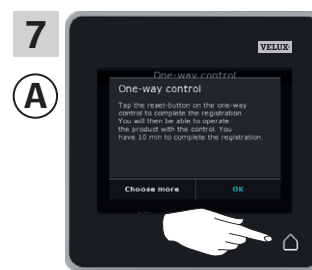 7
A
VELUX
One-way control
One-way control
Tap the reset-button on the one-way
control to complete the registration.
You will then be able to operate
the product with the control. You
have 10 min to complete the registration.
Choose more OK